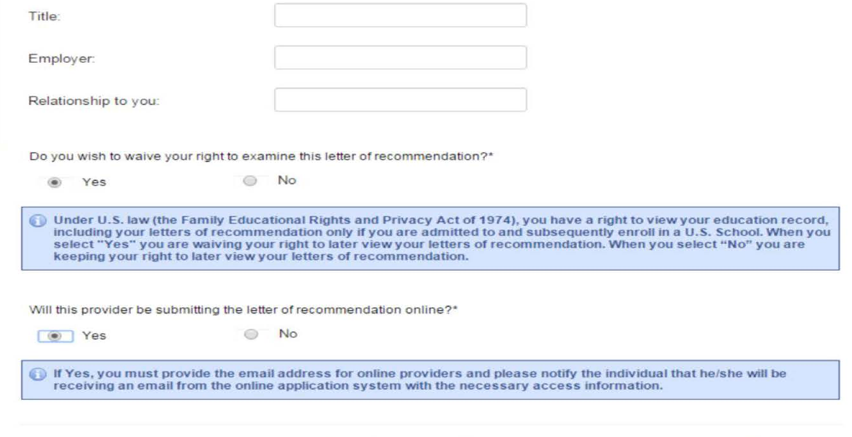 Title:
Employer:
Relationship to you:
Do you wish to waive your right to examine this letter of recommendation?*
Yes No
Under U.S. law (the Family Educational Rights and Privacy Act of 1974), you have a right to view your education record,
including your letters of recommendation only if you are admitted to and subsequently enroll in a U.S. School. When you
select "Yes" you are waiving your right to later view your letters of recommendation. When you select “No” you are
keeping your right to later view your letters of recommendation.
Will this provider be submitting the letter of recommendation online?*
Yes No
If Yes, you must provide the email address for online providers and please notify the individual that he/she will be
receiving an email from the online application system with the necessary access information.